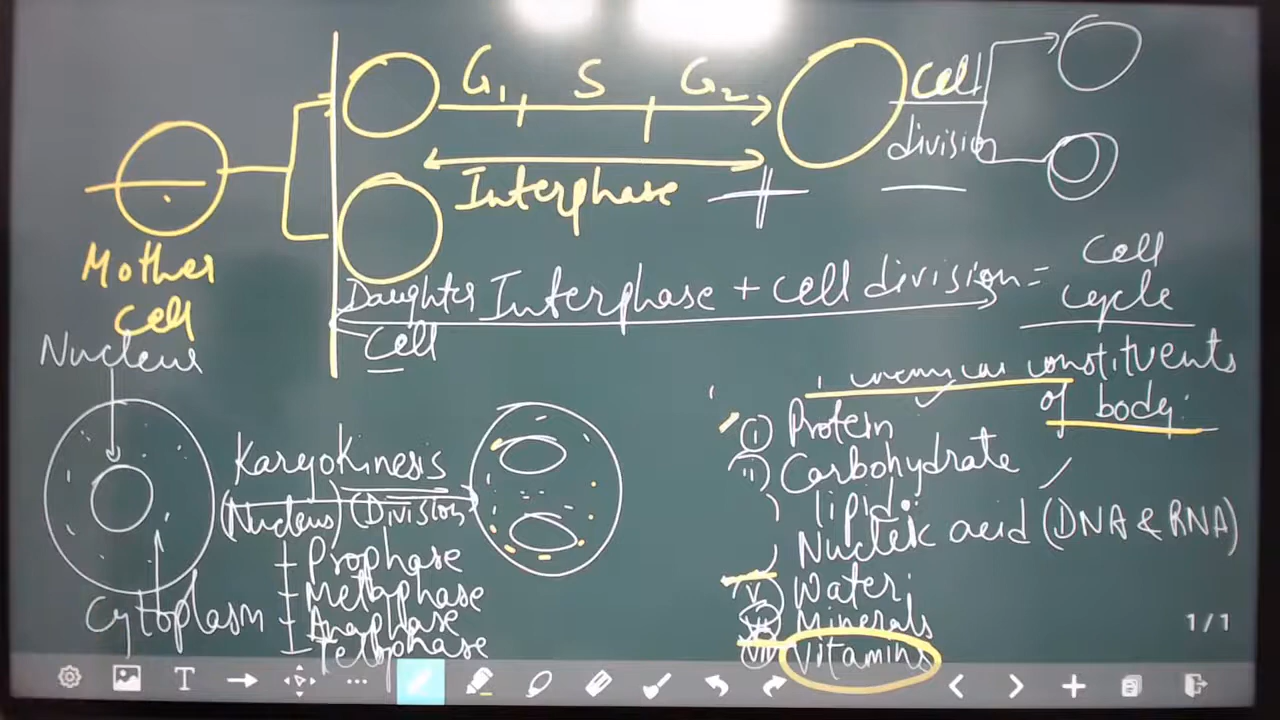 G₁ S G₂
Cell
division
Interphase
Mother
Cell
Daughter
Cell
Interphase + cell division =
Cell
cycle
Nucleus
Cytoplasm
Karyokinesis
(Nucleus) (Division
Prophase
Metaphase
Anaphase
Telophase
constituents
of body:
(i) Protein
(ii) Carbohydrate
lipid
Nucleic acid (DNA & RNA)
(v) Water;
Minerals
(vii) Vitamins
1/1
T